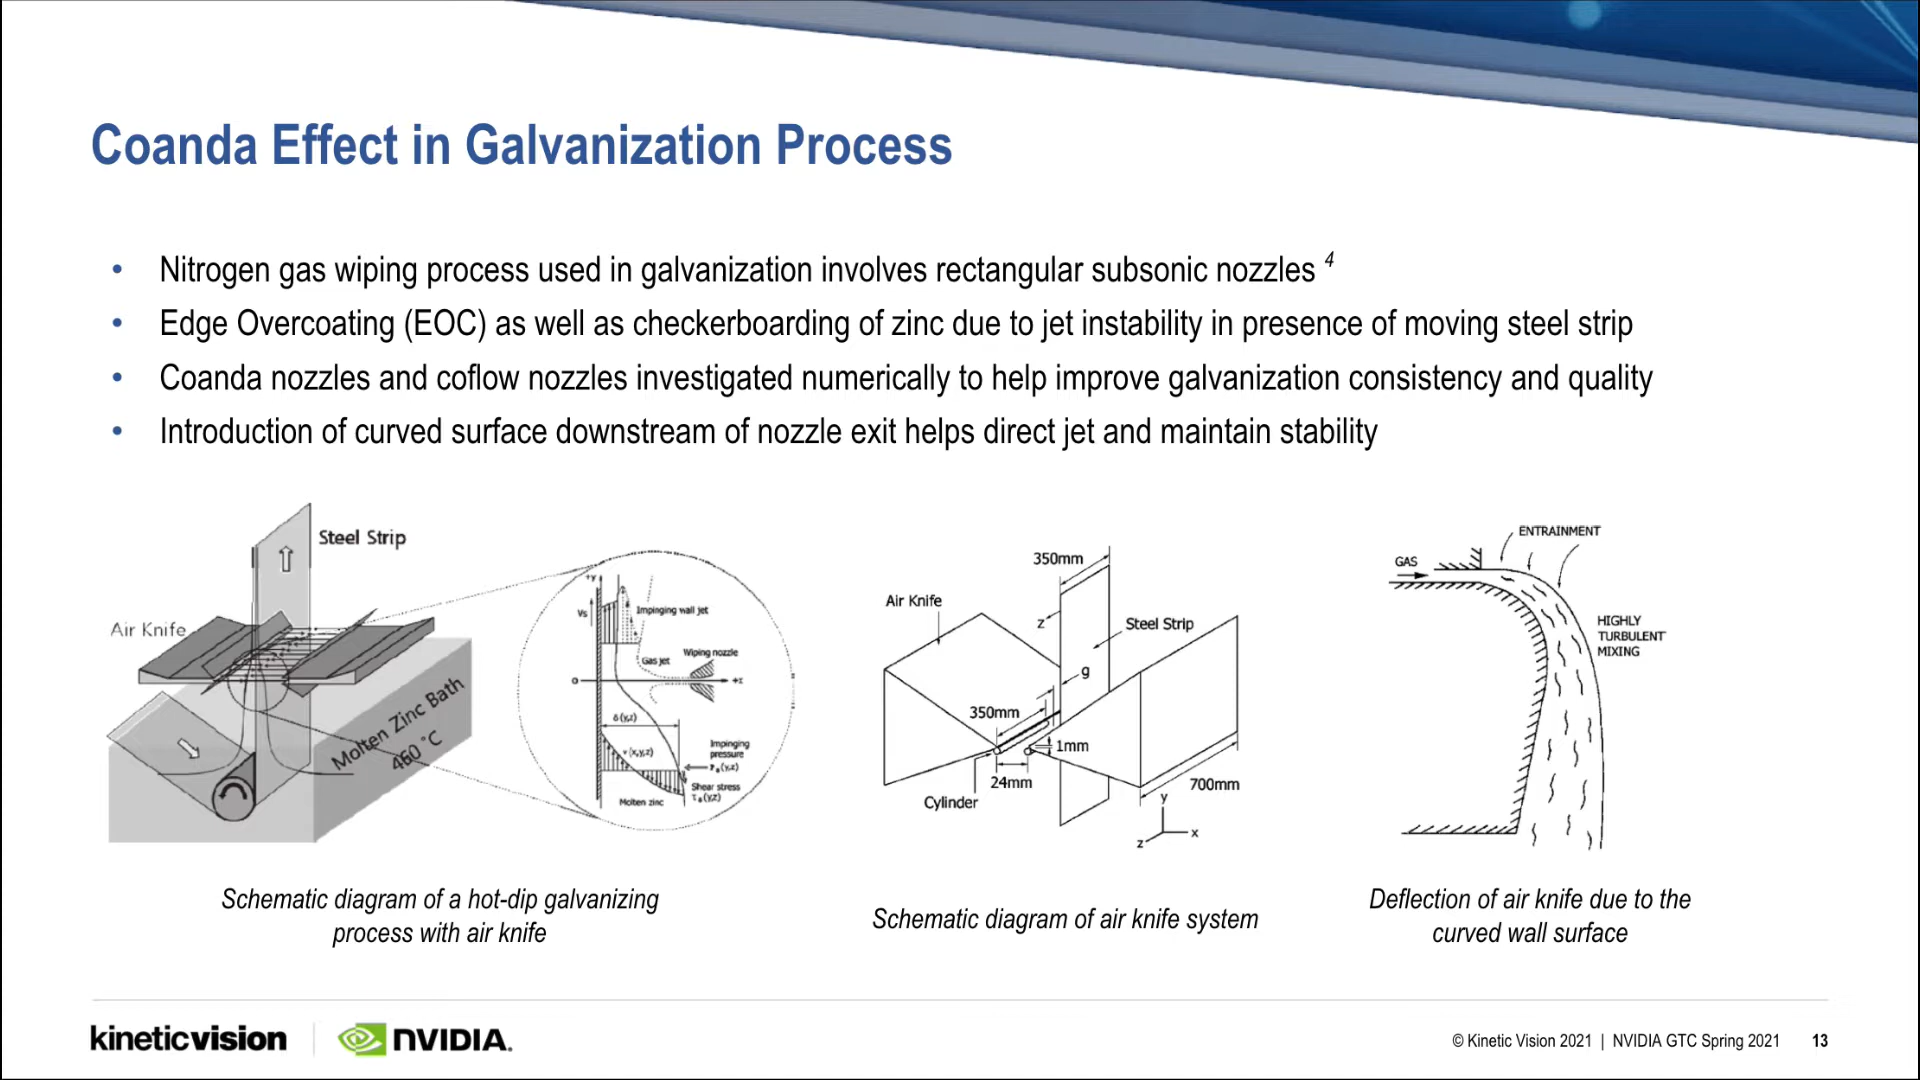 Coanda Effect in Galvanization Process
• Nitrogen gas wiping process used in galvanization involves rectangular subsonic nozzles 4
• Edge Overcoating (EOC) as well as checkerboarding of zinc due to jet instability in presence of moving steel strip
• Coanda nozzles and coflow nozzles investigated numerically to help improve galvanization consistency and quality
• Introduction of curved surface downstream of nozzle exit helps direct jet and maintain stability
Steel Strip
Air Knife
Molten Zinc Bath
460 °C
+y
Vs
Impinging wall jet
Wiping nozzle
Gas jet
o
+z
δ(y,z)
v(x,y,z)
Impinging
pressure
Shear stress
Molten zinc
350mm
Air Knife
z
Steel Strip
g
350mm
1mm
24mm
Cylinder
700mm
y
x
z
ENTRAINMENT
GAS
HIGHLY
TURBULENT
MIXING
Schematic diagram of a hot-dip galvanizing
process with air knife
Schematic diagram of air knife system
Deflection of air knife due to the
curved wall surface
kineticvision
NVIDIA.
© Kinetic Vision 2021 | NVIDIA GTC Spring 2021 13